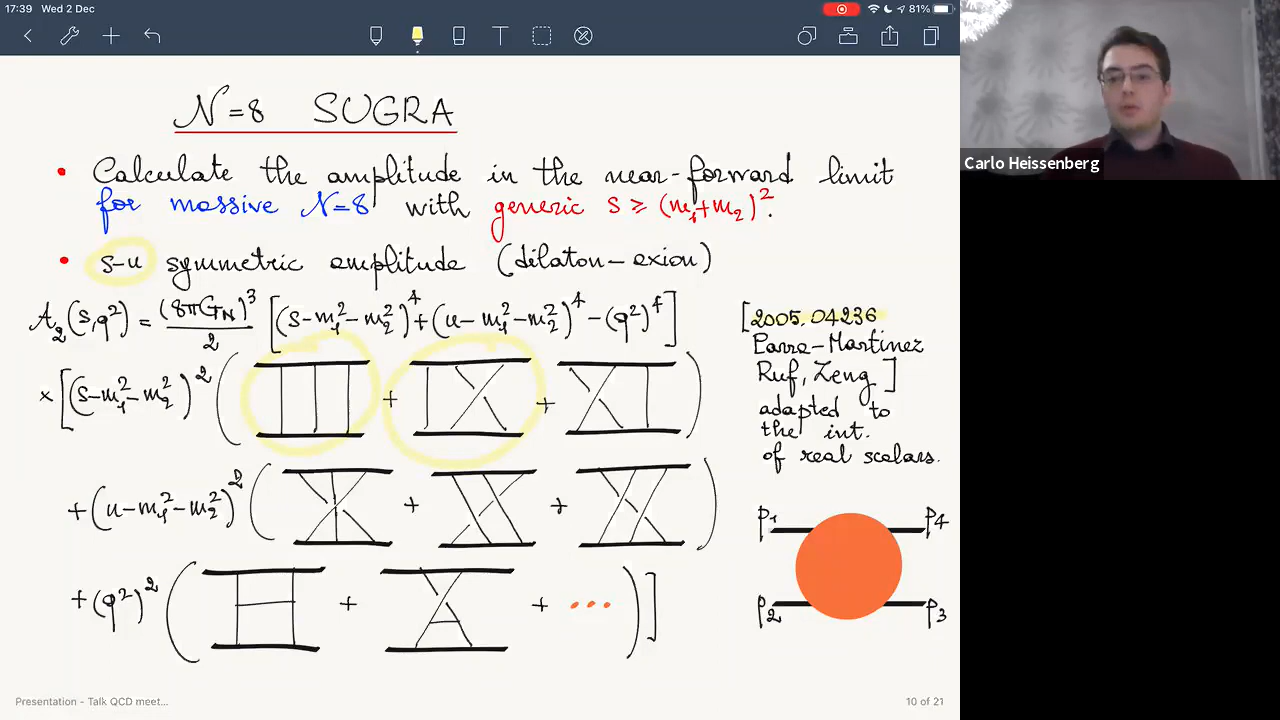 17:39 Wed 2 Dec
81%
N=8 SUGRA
• Calculate the amplitude in the near-forward limit
for massive N=8 with generic s ≥ (m₁+m₂)².
• s-u symmetric amplitude (dilaton-axion)
A₂(s,q²) = (8πG_N)³/2 [(s-m₁²-m₂²)⁴+(u-m₁²-m₂²)⁴-(q²)⁴]
× [(s-m₁²-m₂²)² ( + + )
+ (u-m₁²-m₂²)² ( + + )
+ (q²)² ( + + ... )]
[2005.04236
Parra-Martinez
Ruf, Zeng]
adapted to
the int.
of real scalars.
p₁ p₄
p₂ p₃
Presentation - Talk QCD meet...
10 of 21
Carlo Heissenberg